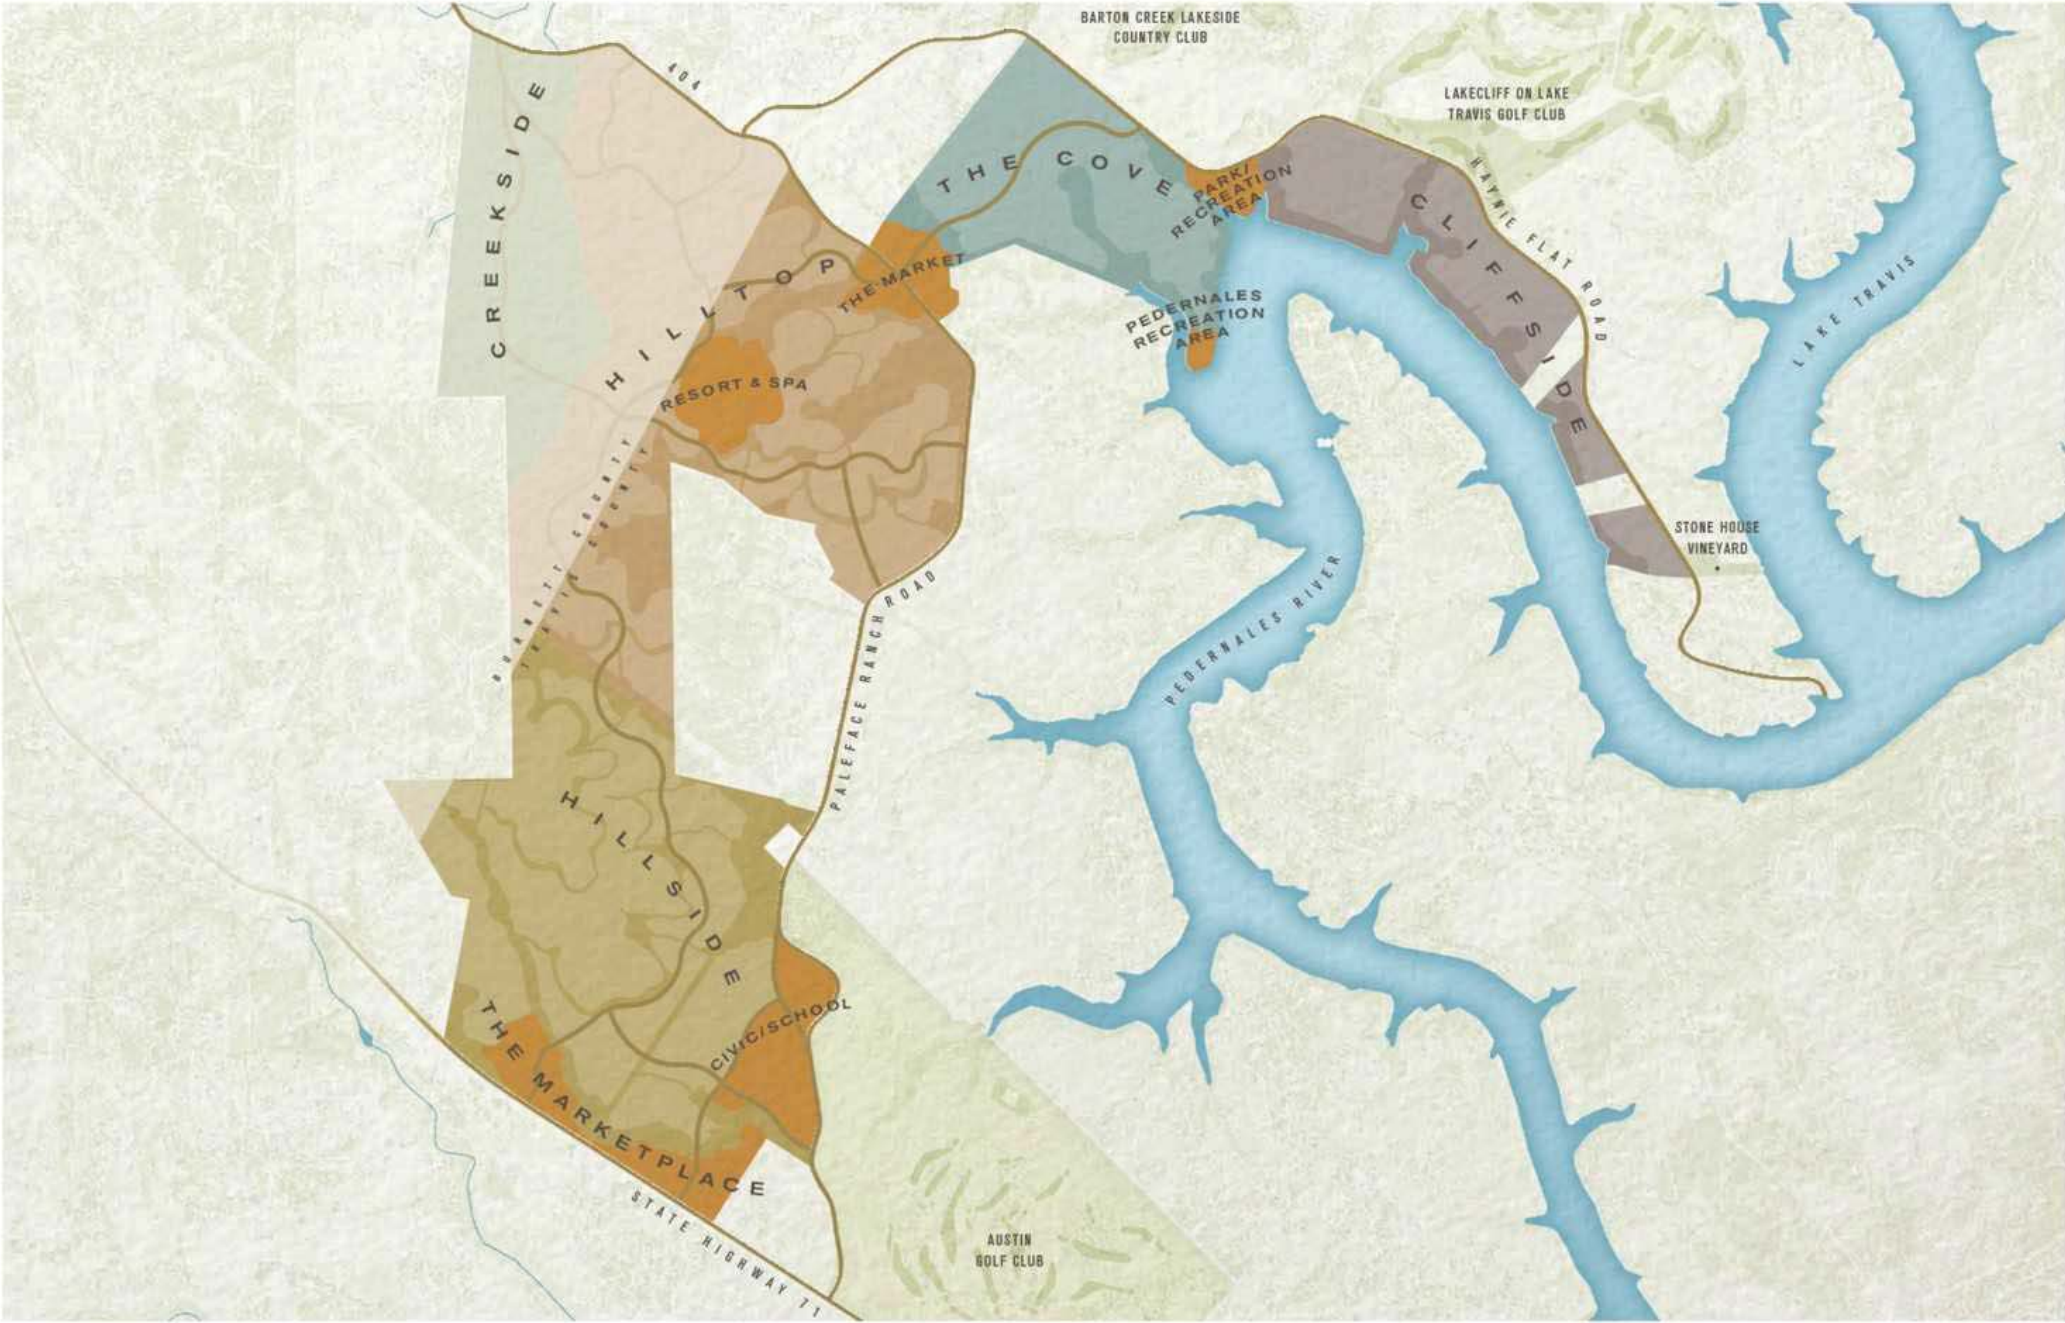 BARTON CREEK LAKESIDE
COUNTRY CLUB
404
LAKECLIFF ON LAKE
TRAVIS GOLF CLUB
CREEKSIDE
THE COVE
PARK/
RECREATION
AREA
HAYNIE FLAT ROAD
CLIFFSIDE
LAKE TRAVIS
HILLTOP
THE MARKET
PEDERNALES
RECREATION
AREA
RESORT & SPA
BURNETT COUNTY
TRAVIS COUNTY
STONE HOUSE
VINEYARD
PALEFACE RANCH ROAD
PEDERNALES RIVER
HILLSIDE
CIVIC/SCHOOL
THE MARKETPLACE
STATE HIGHWAY 71
AUSTIN
GOLF CLUB